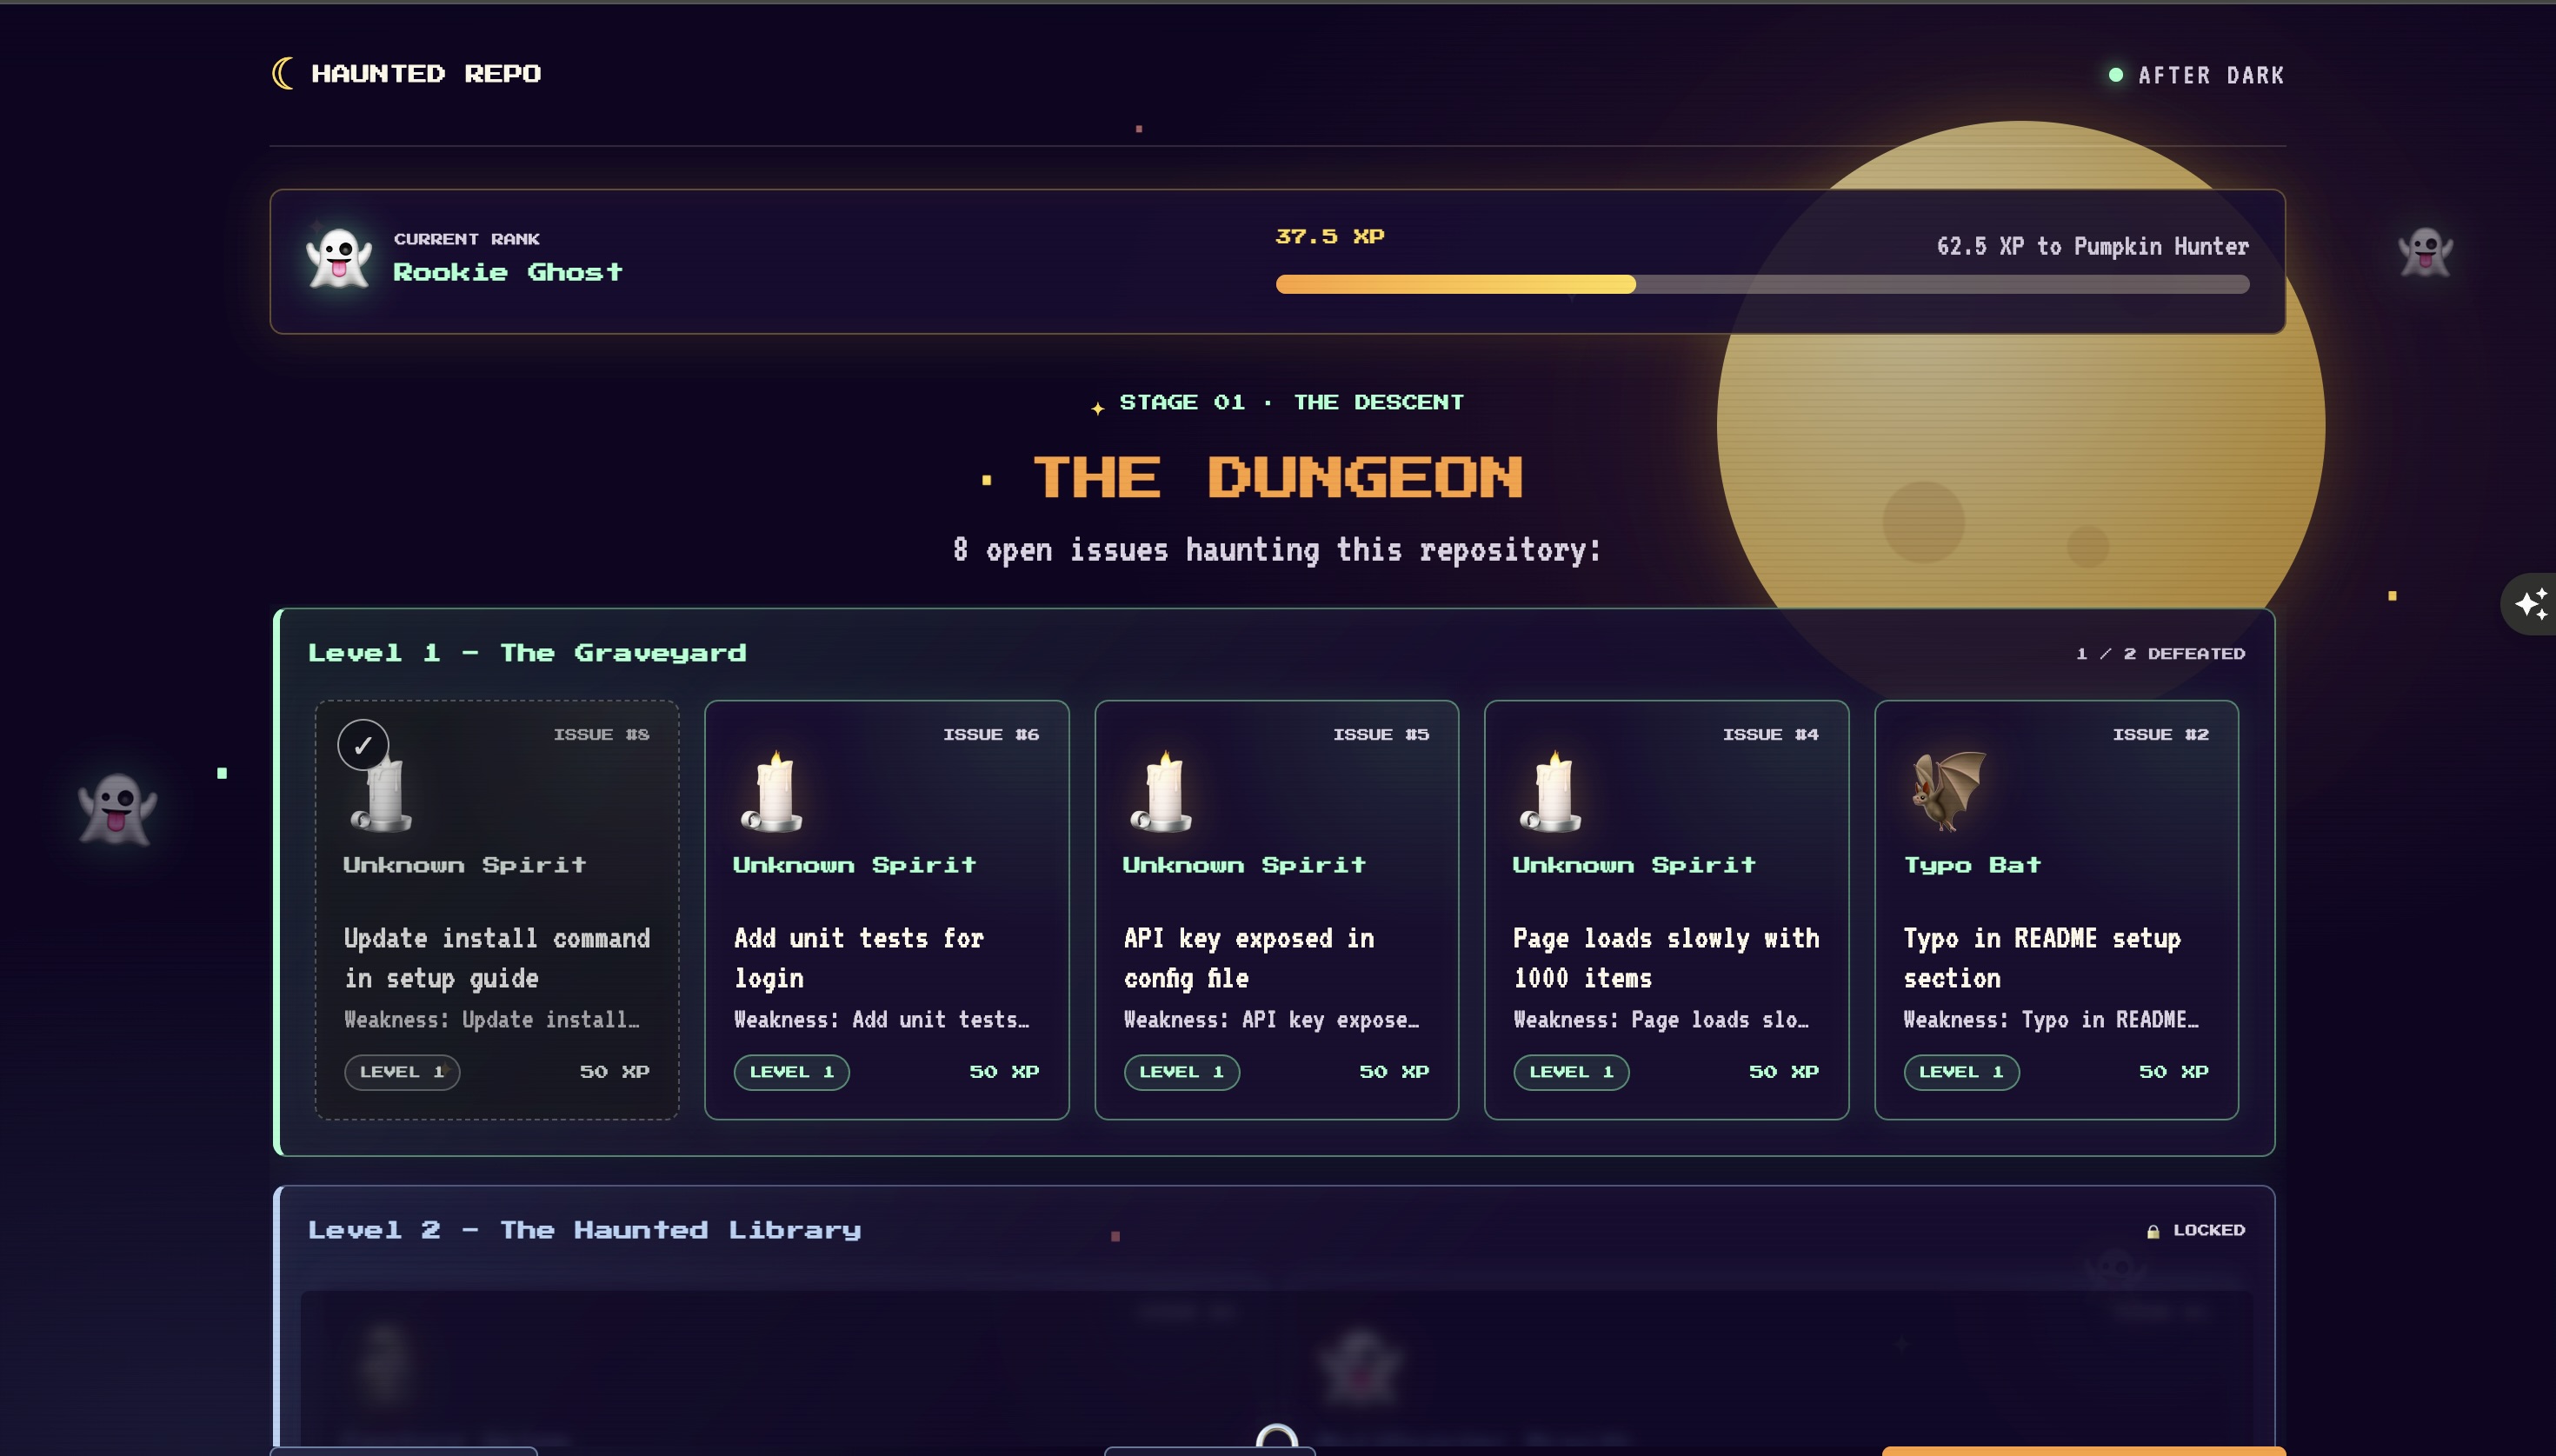 HAUNTED REPO
AFTER DARK
CURRENT RANK
Rookie Ghost
37.5 XP
62.5 XP to Pumpkin Hunter
STAGE 01 · THE DESCENT
THE DUNGEON
8 open issues haunting this repository:
Level 1 - The Graveyard
1 / 2 DEFEATED
ISSUE #8
Unknown Spirit
Update install command
in setup guide
Weakness: Update install…
LEVEL 1
50 XP
ISSUE #6
Unknown Spirit
Add unit tests for
login
Weakness: Add unit tests…
LEVEL 1
50 XP
ISSUE #5
Unknown Spirit
API key exposed in
config file
Weakness: API key expose…
LEVEL 1
50 XP
ISSUE #4
Unknown Spirit
Page loads slowly with
1000 items
Weakness: Page loads slo…
LEVEL 1
50 XP
ISSUE #2
Typo Bat
Typo in README setup
section
Weakness: Typo in README…
LEVEL 1
50 XP
Level 2 - The Haunted Library
LOCKED